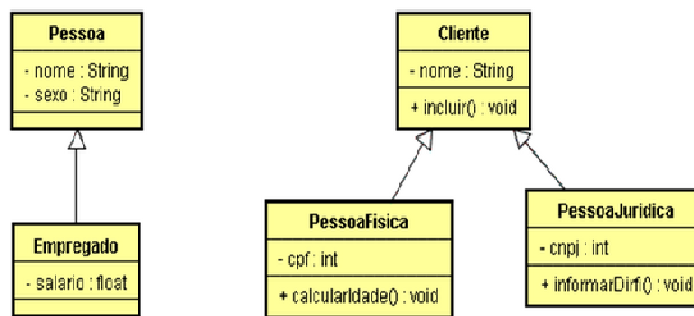 Pessoa
- nome : String
- sexo : String
Empregado
- salario : float
Cliente
- nome : String
+ incluir() : void
PessoaFisica
- cpf : int
+ calcularIdade() : void
PessoaJuridica
- cnpj : int
+ informarDirf() : void